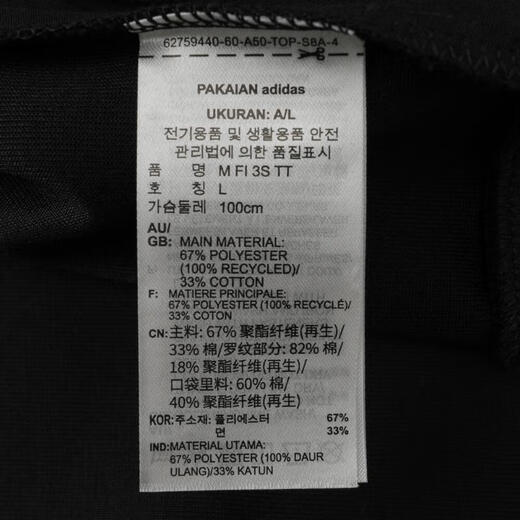 62759440-60-A50-TOP-S8A-4
PAKAIAN adidas
UKURAN: A/L
전기용품 및 생활용품 안전
관리법에 의한 품질표시
품 명 M FI 3S TT
호 칭 L
가슴둘레 100cm
AU/
GB: MAIN MATERIAL:
67% POLYESTER
(100% RECYCLED)/
33% COTTON
F: MATIERE PRINCIPALE:
67% POLYESTER (100% RECYCLÉ)/
33% COTON
CN: 主料: 67% 聚酯纤维(再生)/
33% 棉/罗纹部分: 82% 棉/
18% 聚酯纤维(再生)/
口袋里料: 60% 棉/
40% 聚酯纤维(再生)
KOR: 주소재: 폴리에스터 67%
면 33%
IND: MATERIAL UTAMA:
67% POLYESTER (100% DAUR
ULANG)/33% KATUN